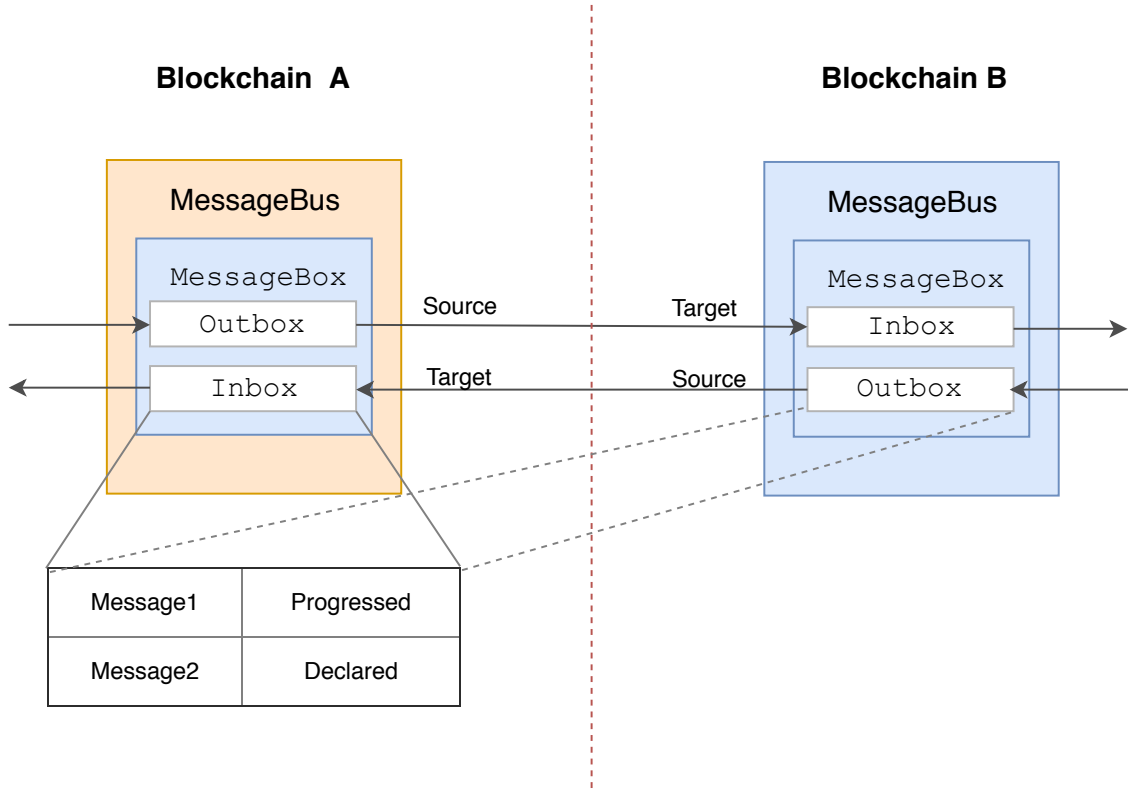 Blockchain A
Blockchain B
MessageBus
MessageBus
MessageBox
MessageBox
Outbox
Source
Target
Inbox
Inbox
Target
Source
Outbox
Message1
Progressed
Message2
Declared